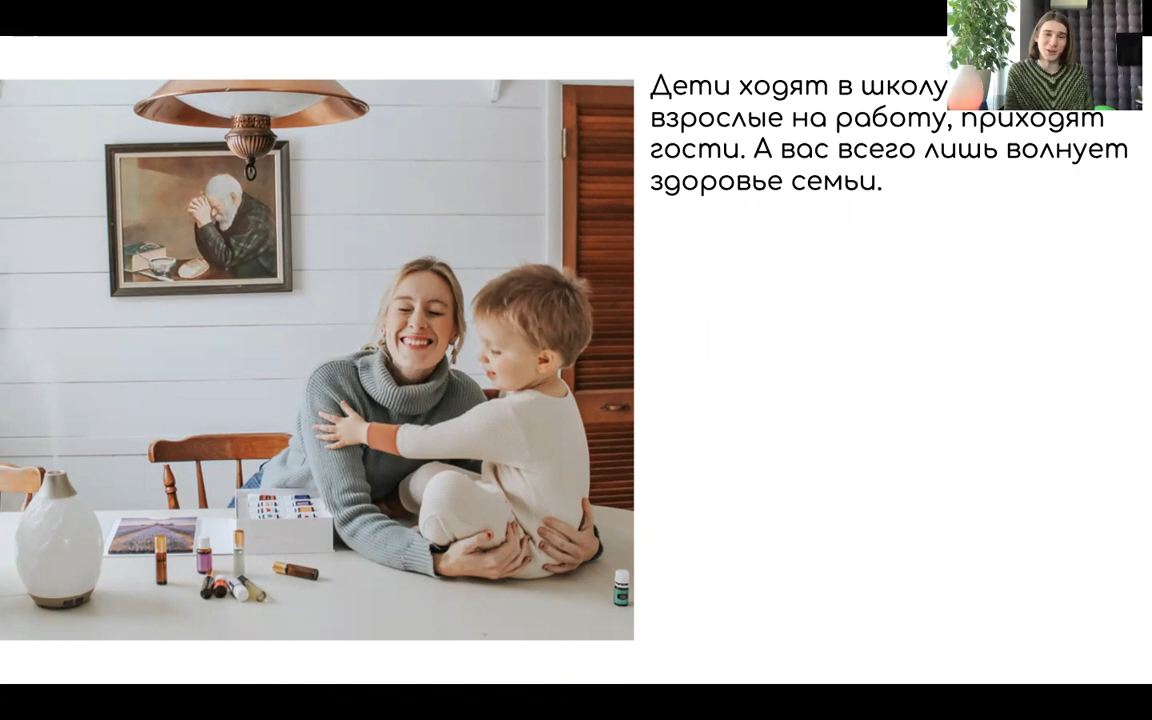 Дети ходят в школу
взрослые на работу, приходят
гости. А вас всего лишь волнует
здоровье семьи.